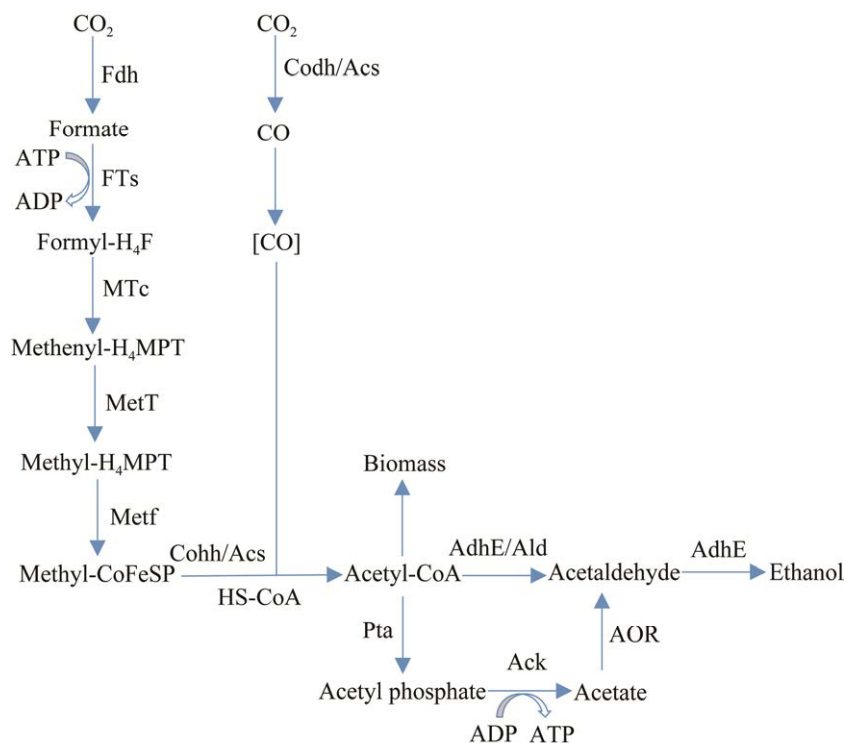 CO₂ CO₂
Fdh Codh/Acs
Formate CO
ATP
FTs
ADP
Formyl-H₄F [CO]
MTc
Methenyl-H₄MPT
MetT
Methyl-H₄MPT Biomass
Metf
Cohh/Acs AdhE/Ald AdhE
Methyl-CoFeSP Acetyl-CoA Acetaldehyde Ethanol
HS-CoA
Pta AOR
Ack
Acetyl phosphate Acetate
ADP ATP